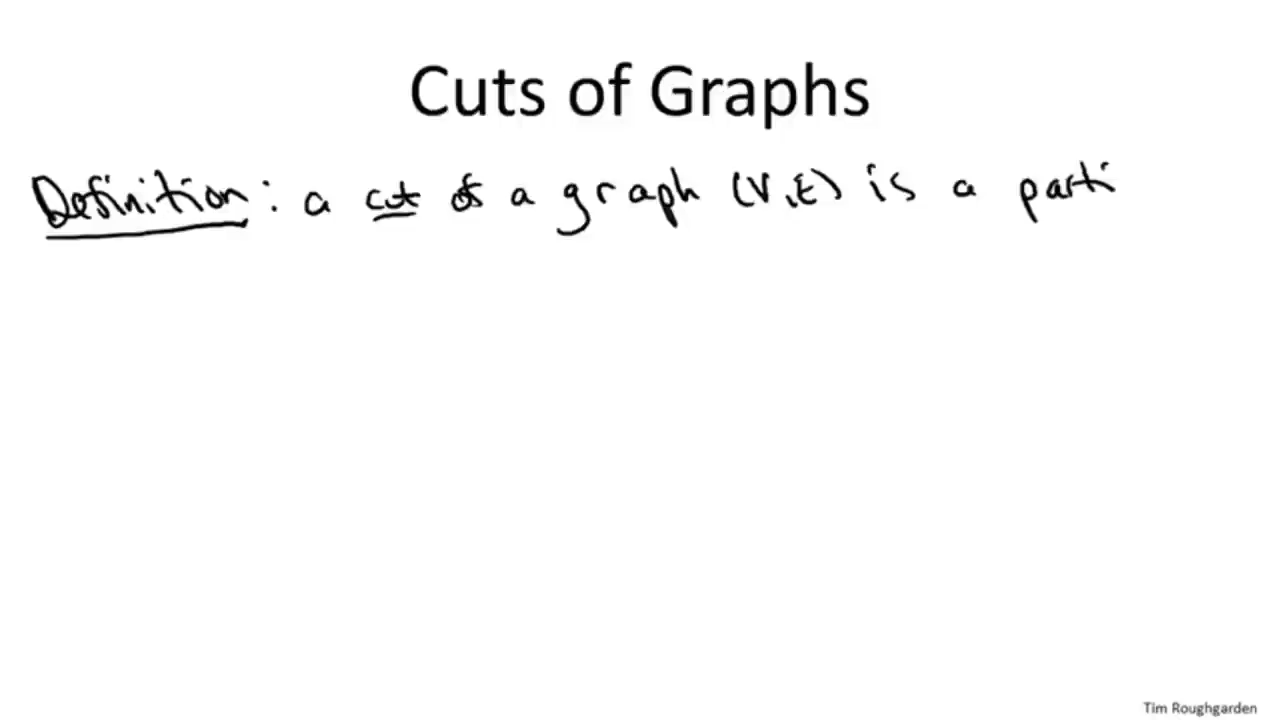 Cuts of Graphs
Definition: a cut of a graph (V,E) is a parti
Tim Roughgarden